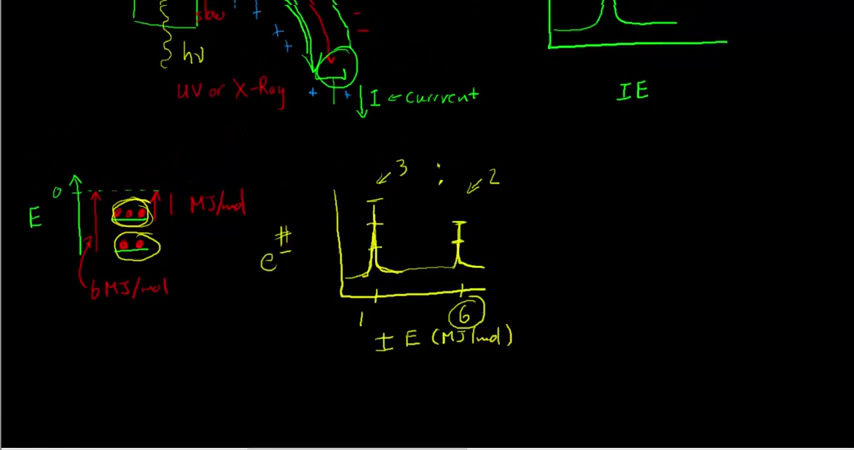 slow
hν
UV or X-Ray
I ← current
IE
E
0
1 MJ/mol
6 MJ/mol
e- #
3
2
1
6
IE (MJ/mol)